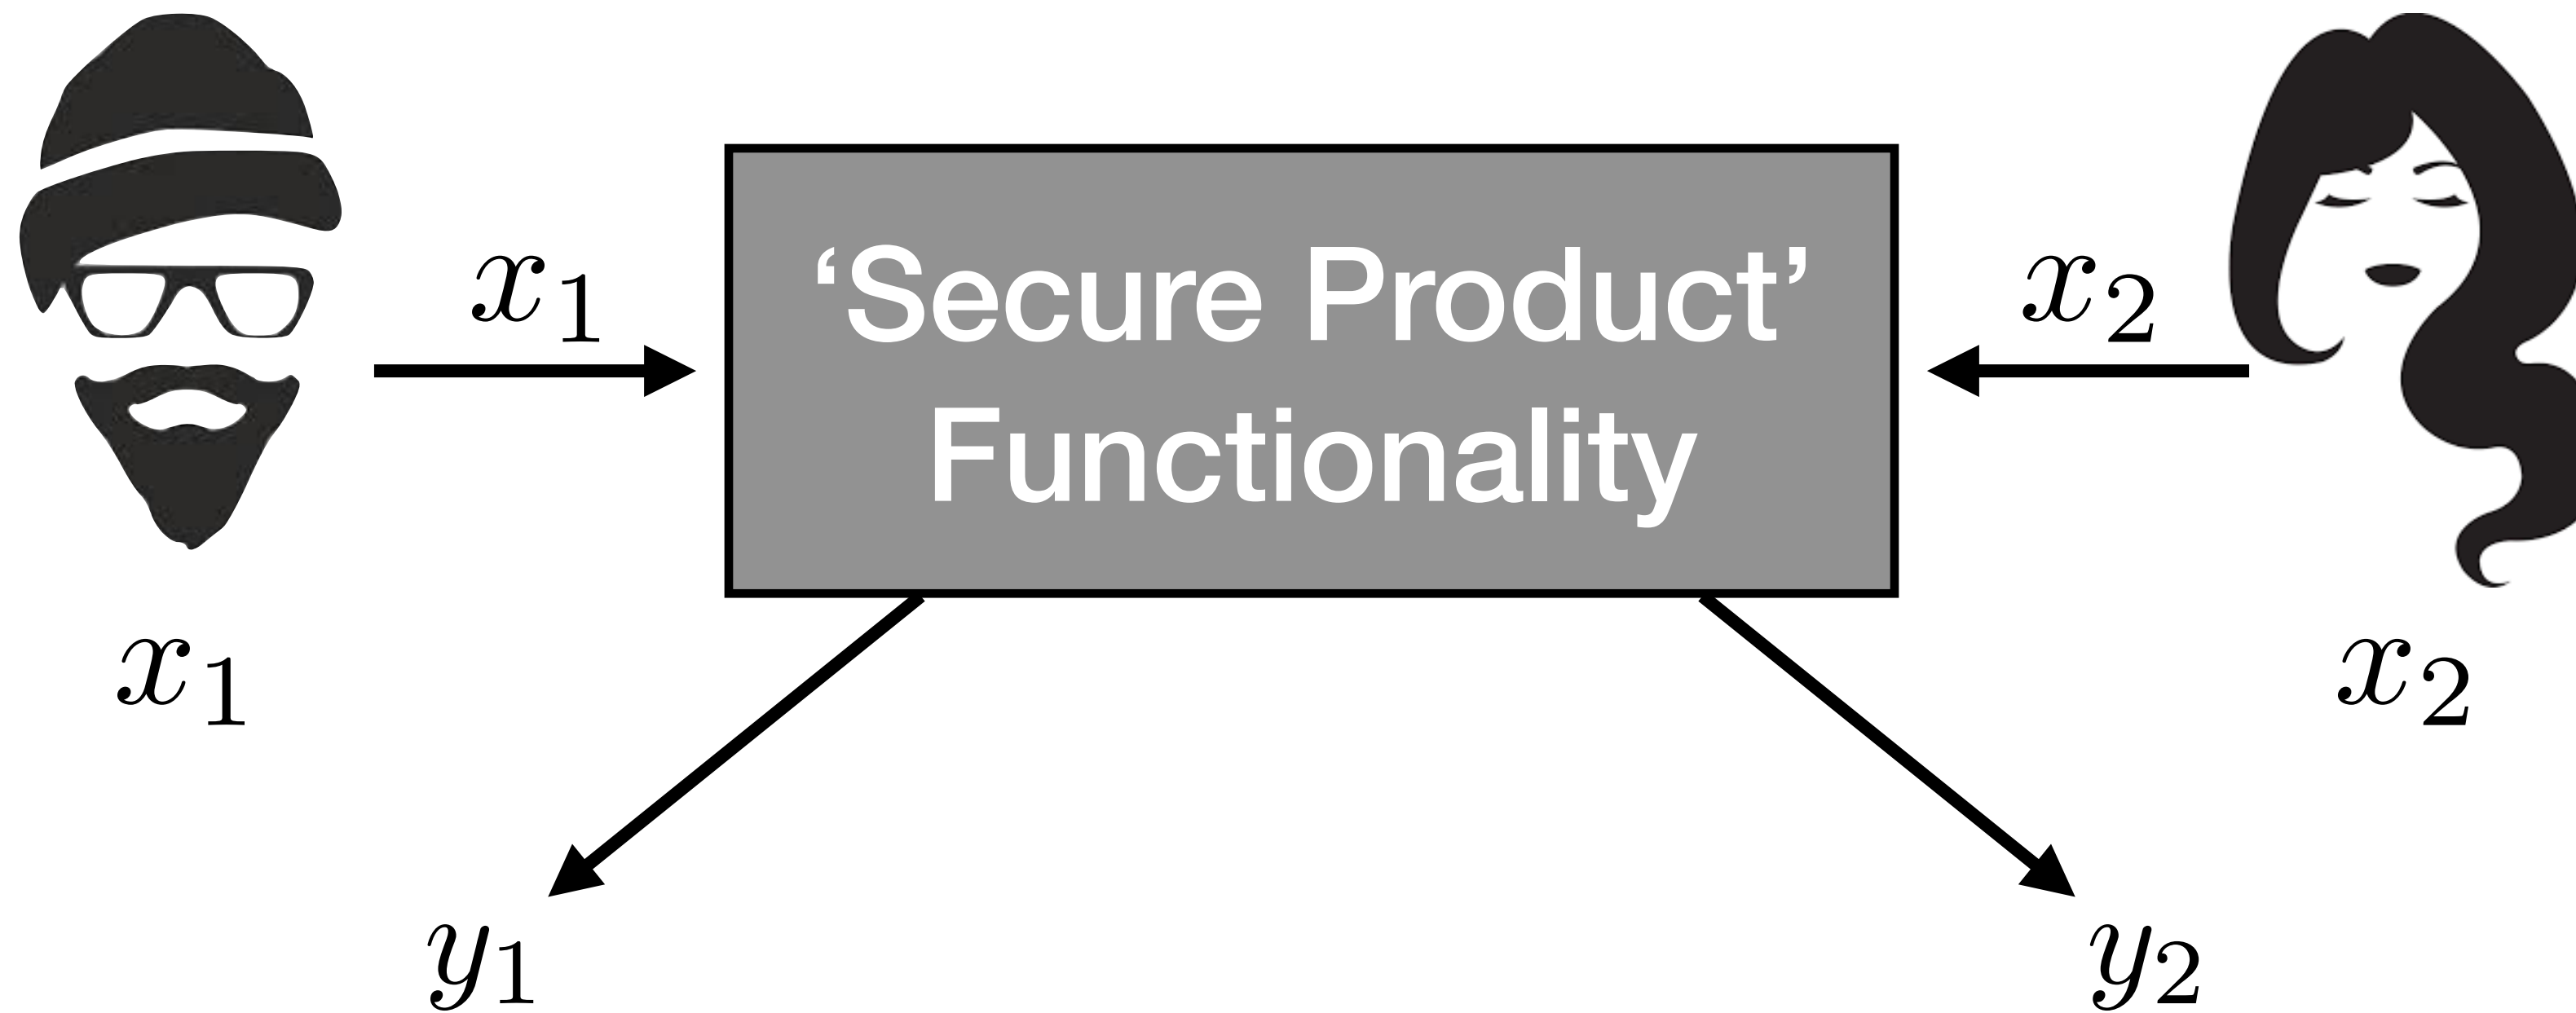 x₁
x₂
‘Secure Product’
Functionality
x₁
x₂
y₁
y₂